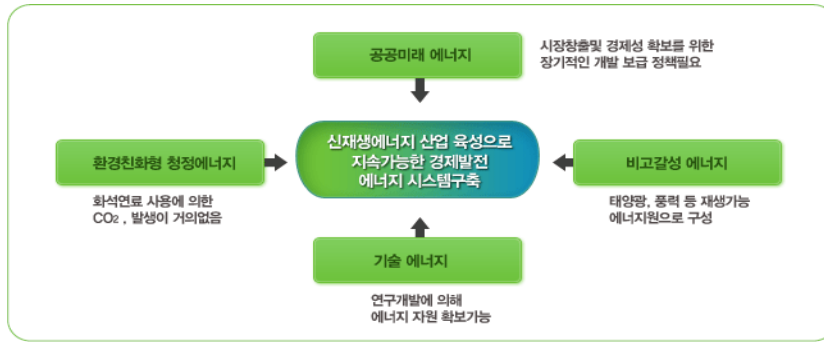 공공미래 에너지
시장창출및 경제성 확보를 위한
장기적인 개발 보급 정책필요
신재생에너지 산업 육성으로
지속가능한 경제발전
에너지 시스템구축
환경친화형 청정에너지
화석연료 사용에 의한
CO₂ , 발생이 거의없음
비고갈성 에너지
태양광, 풍력 등 재생가능
에너지원으로 구성
기술 에너지
연구개발에 의해
에너지 자원 확보가능